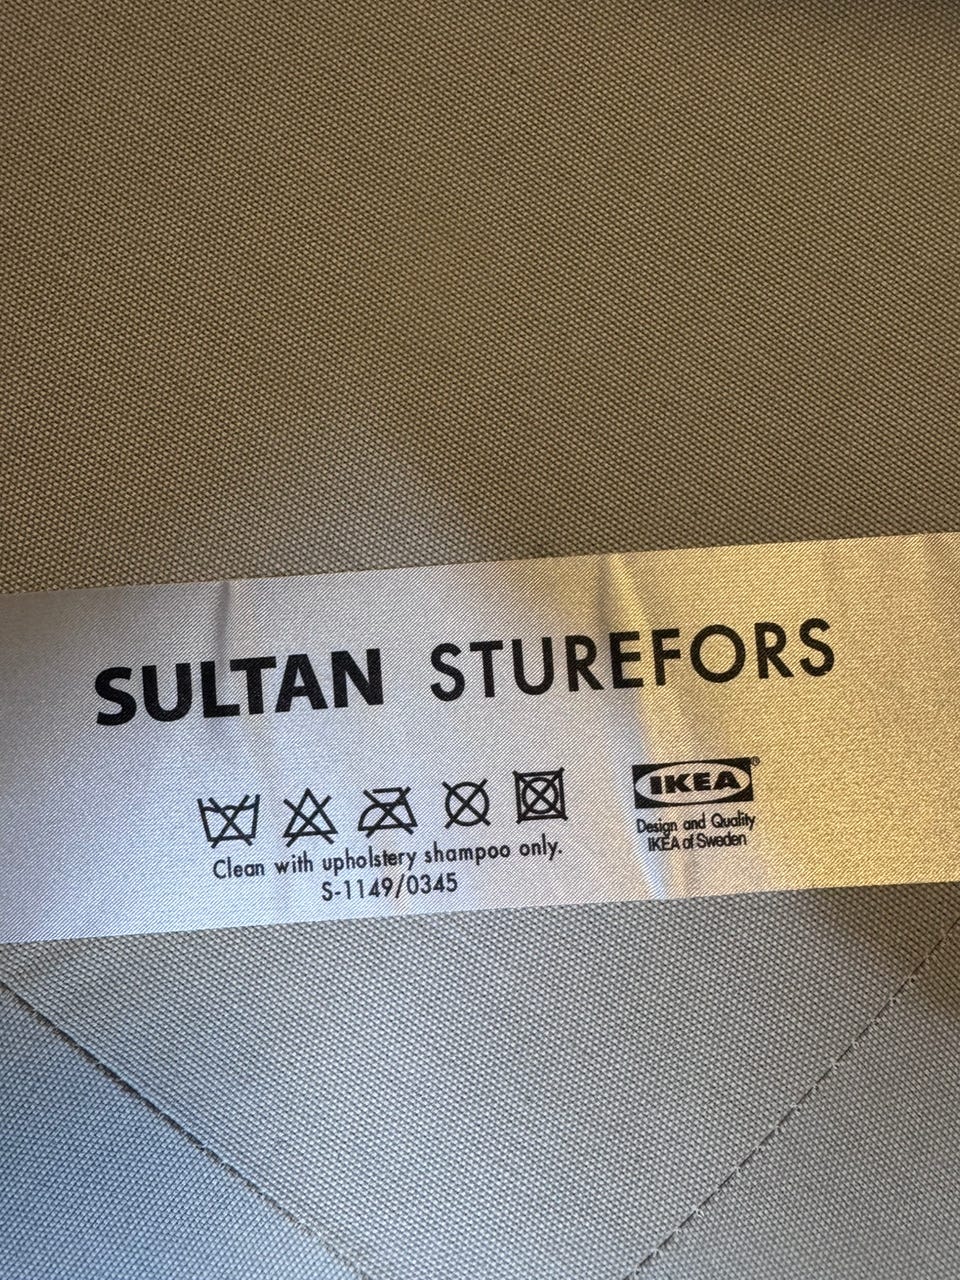 SULTAN STUREFORS
Clean with upholstery shampoo only.
S-1149/0345
IKEA®
Design and Quality
IKEA of Sweden